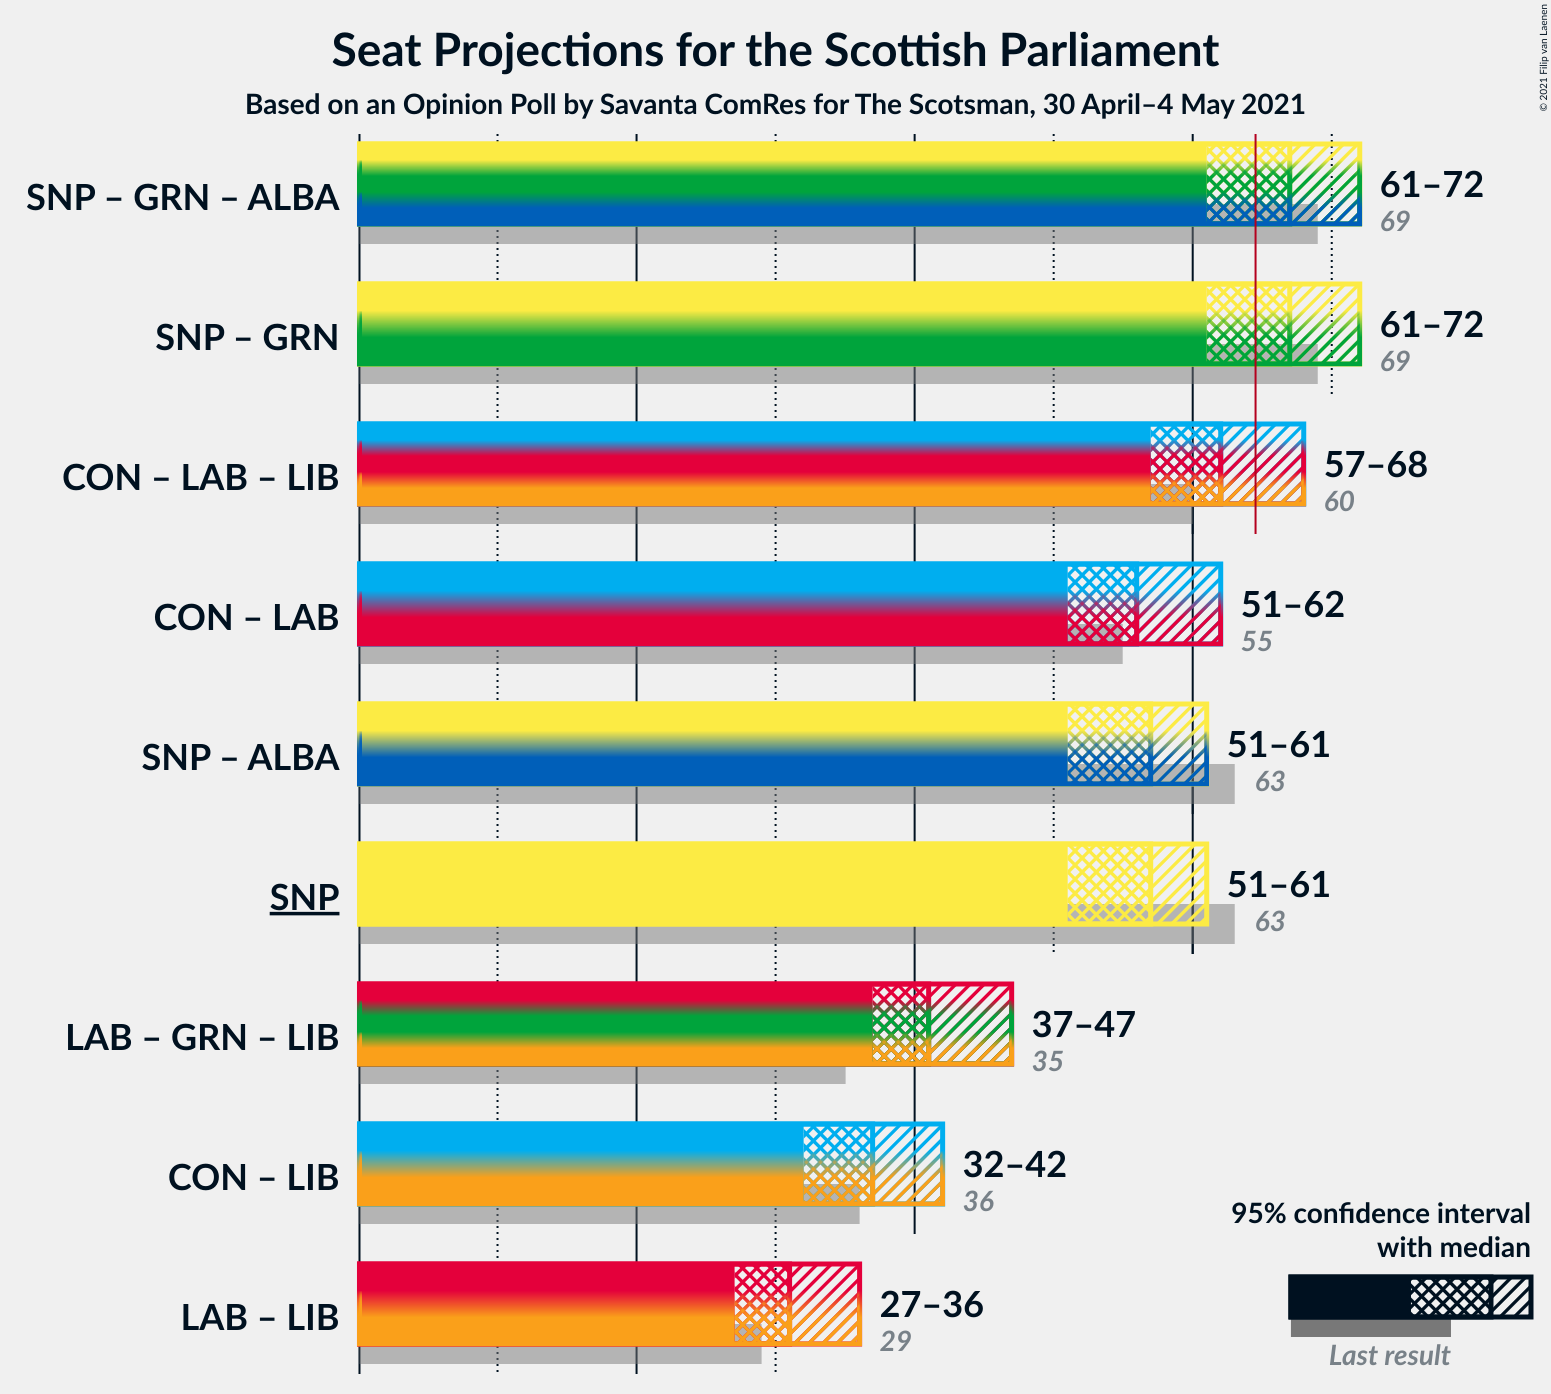 Seat Projections for the Scottish Parliament
Based on an Opinion Poll by Savanta ComRes for The Scotsman, 30 April–4 May 2021
© 2021 Filip van Laenen
SNP – GRN – ALBA
61–72
69
SNP – GRN
61–72
69
CON – LAB – LIB
57–68
60
CON – LAB
51–62
55
SNP – ALBA
51–61
63
SNP
51–61
63
LAB – GRN – LIB
37–47
35
CON – LIB
32–42
36
LAB – LIB
27–36
29
95% confidence interval
with median
Last result